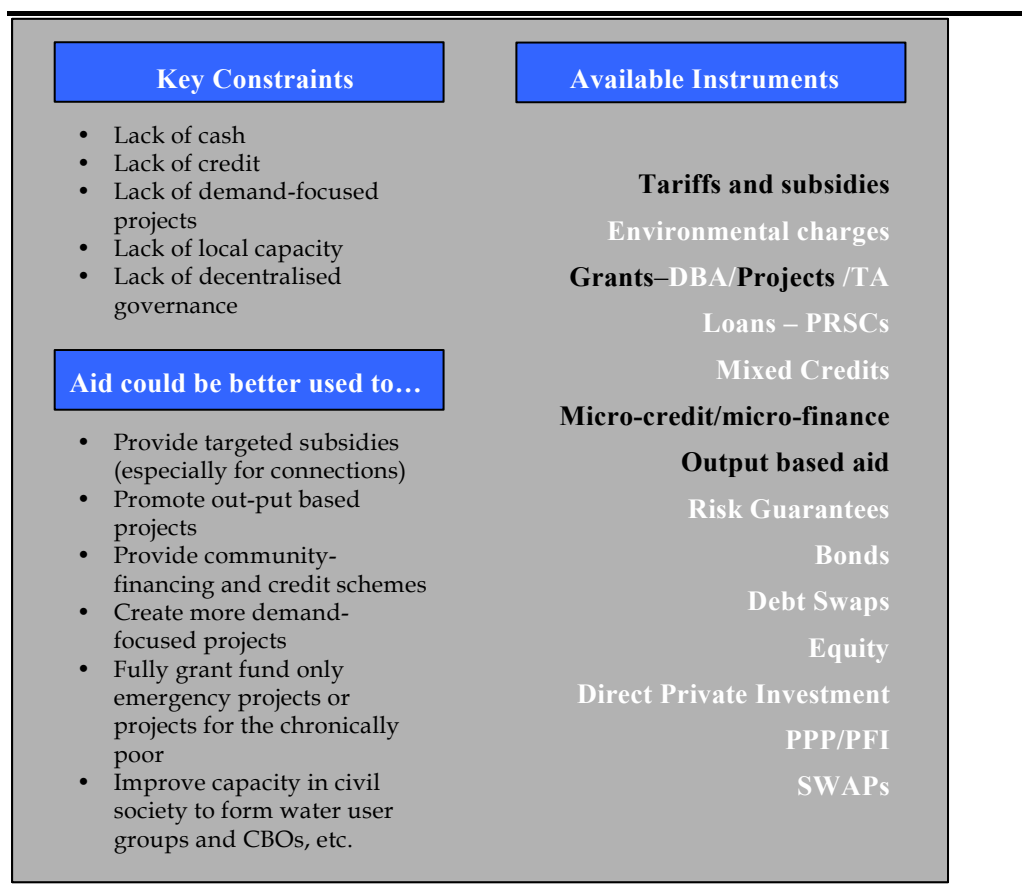 Key Constraints
• Lack of cash
• Lack of credit
• Lack of demand-focused
projects
• Lack of local capacity
• Lack of decentralised
governance
Aid could be better used to…
• Provide targeted subsidies
(especially for connections)
• Promote out-put based
projects
• Provide community-
financing and credit schemes
• Create more demand-
focused projects
• Fully grant fund only
emergency projects or
projects for the chronically
poor
• Improve capacity in civil
society to form water user
groups and CBOs, etc.
Available Instruments
Tariffs and subsidies
Environmental charges
Grants–DBA/Projects /TA
Loans – PRSCs
Mixed Credits
Micro-credit/micro-finance
Output based aid
Risk Guarantees
Bonds
Debt Swaps
Equity
Direct Private Investment
PPP/PFI
SWAPs